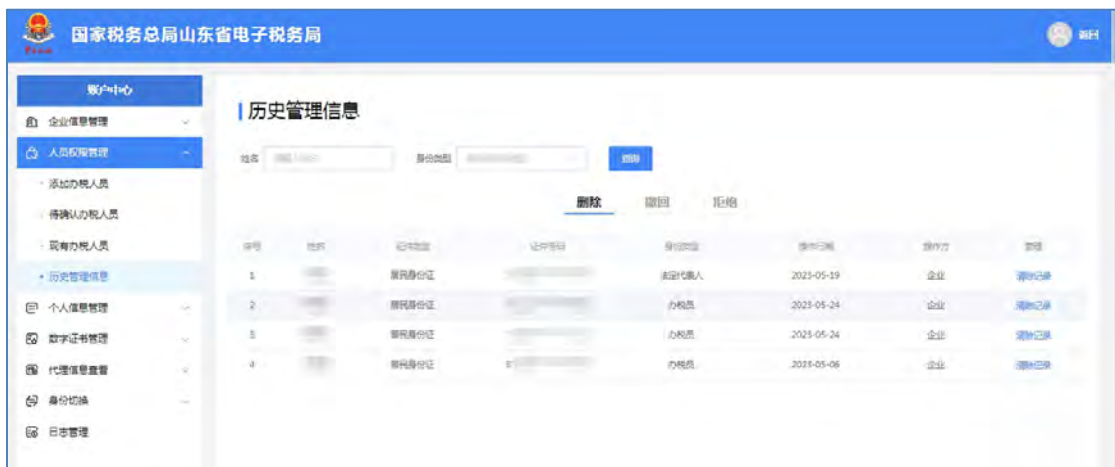 国家税务总局山东省电子税务局
返回
账户中心
企业信息管理
人员权限管理
添加办税人员
待确认办税人员
现有办税人员
历史管理信息
个人信息管理
数字证书管理
代理信息查看
身份切换
日志管理
历史管理信息
姓名 身份类型 查询
删除 撤回 拒绝
序号 姓名 证件类型 证件号码 身份类型 操作日期 操作方 管理
1 居民身份证 法定代表人 2023-05-19 企业 清除记录
2 居民身份证 办税员 2023-05-24 企业 清除记录
3 居民身份证 办税员 2023-05-24 企业 清除记录
4 居民身份证 办税员 2023-05-06 企业 清除记录